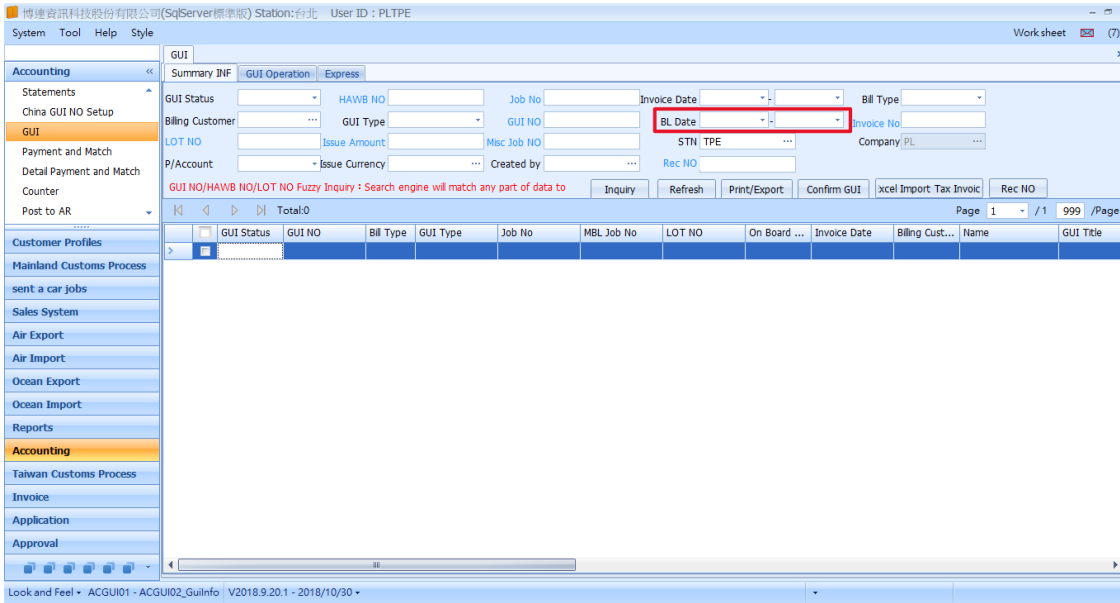 博連資訊科技股份有限公司(SqlServer標準版) Station:台北 User ID : PLTPE
System Tool Help Style
Work sheet (7)
GUI
Accounting «
Statements
China GUI NO Setup
GUI
Payment and Match
Detail Payment and Match
Counter
Post to AR
Customer Profiles
Mainland Customs Process
sent a car jobs
Sales System
Air Export
Air Import
Ocean Export
Ocean Import
Reports
Accounting
Taiwan Customs Process
Invoice
Application
Approval
Summary INF GUI Operation Express
GUI Status HAWB NO Job No Invoice Date - Bill Type
Billing Customer ... GUI Type GUI NO BL Date - Invoice No
LOT NO Issue Amount Misc Job NO STN TPE ... Company PL ...
P/Account Issue Currency ... Created by ... Rec NO
GUI NO/HAWB NO/LOT NO Fuzzy Inquiry : Search engine will match any part of data to
Inquiry Refresh Print/Export Confirm GUI xcel Import Tax Invoic Rec NO
Total:0 Page 1 / 1 999 /Page
GUI Status GUI NO Bill Type GUI Type Job No MBL Job No LOT NO On Board ... Invoice Date Billing Cust... Name GUI Title
Look and Feel ACGUI01 - ACGUI02_GuiInfo V2018.9.20.1 - 2018/10/30